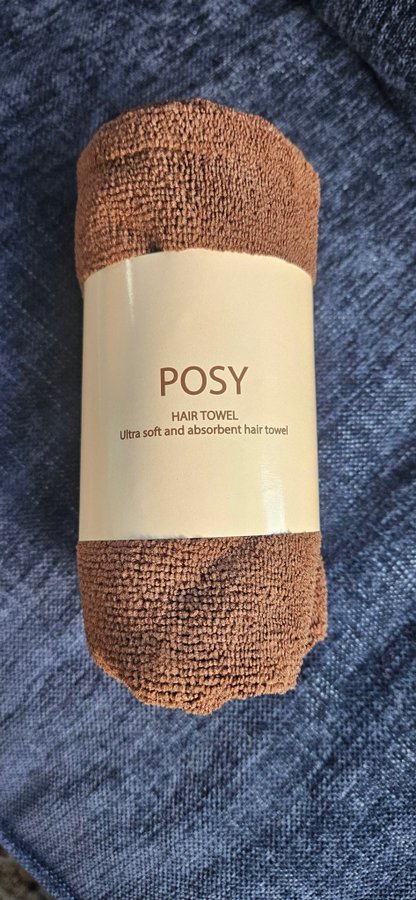 POSY
HAIR TOWEL
Ultra soft and absorbent hair towel